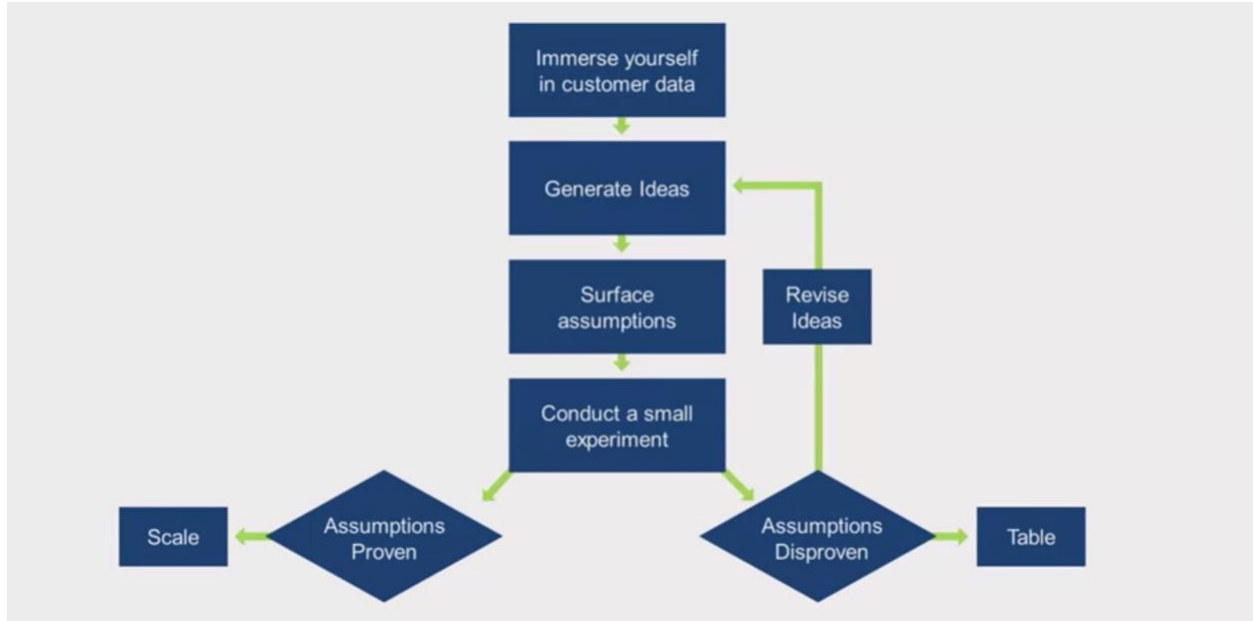 Immerse yourself
in customer data
Generate Ideas
Surface
assumptions
Revise
Ideas
Conduct a small
experiment
Scale
Assumptions
Proven
Assumptions
Disproven
Table